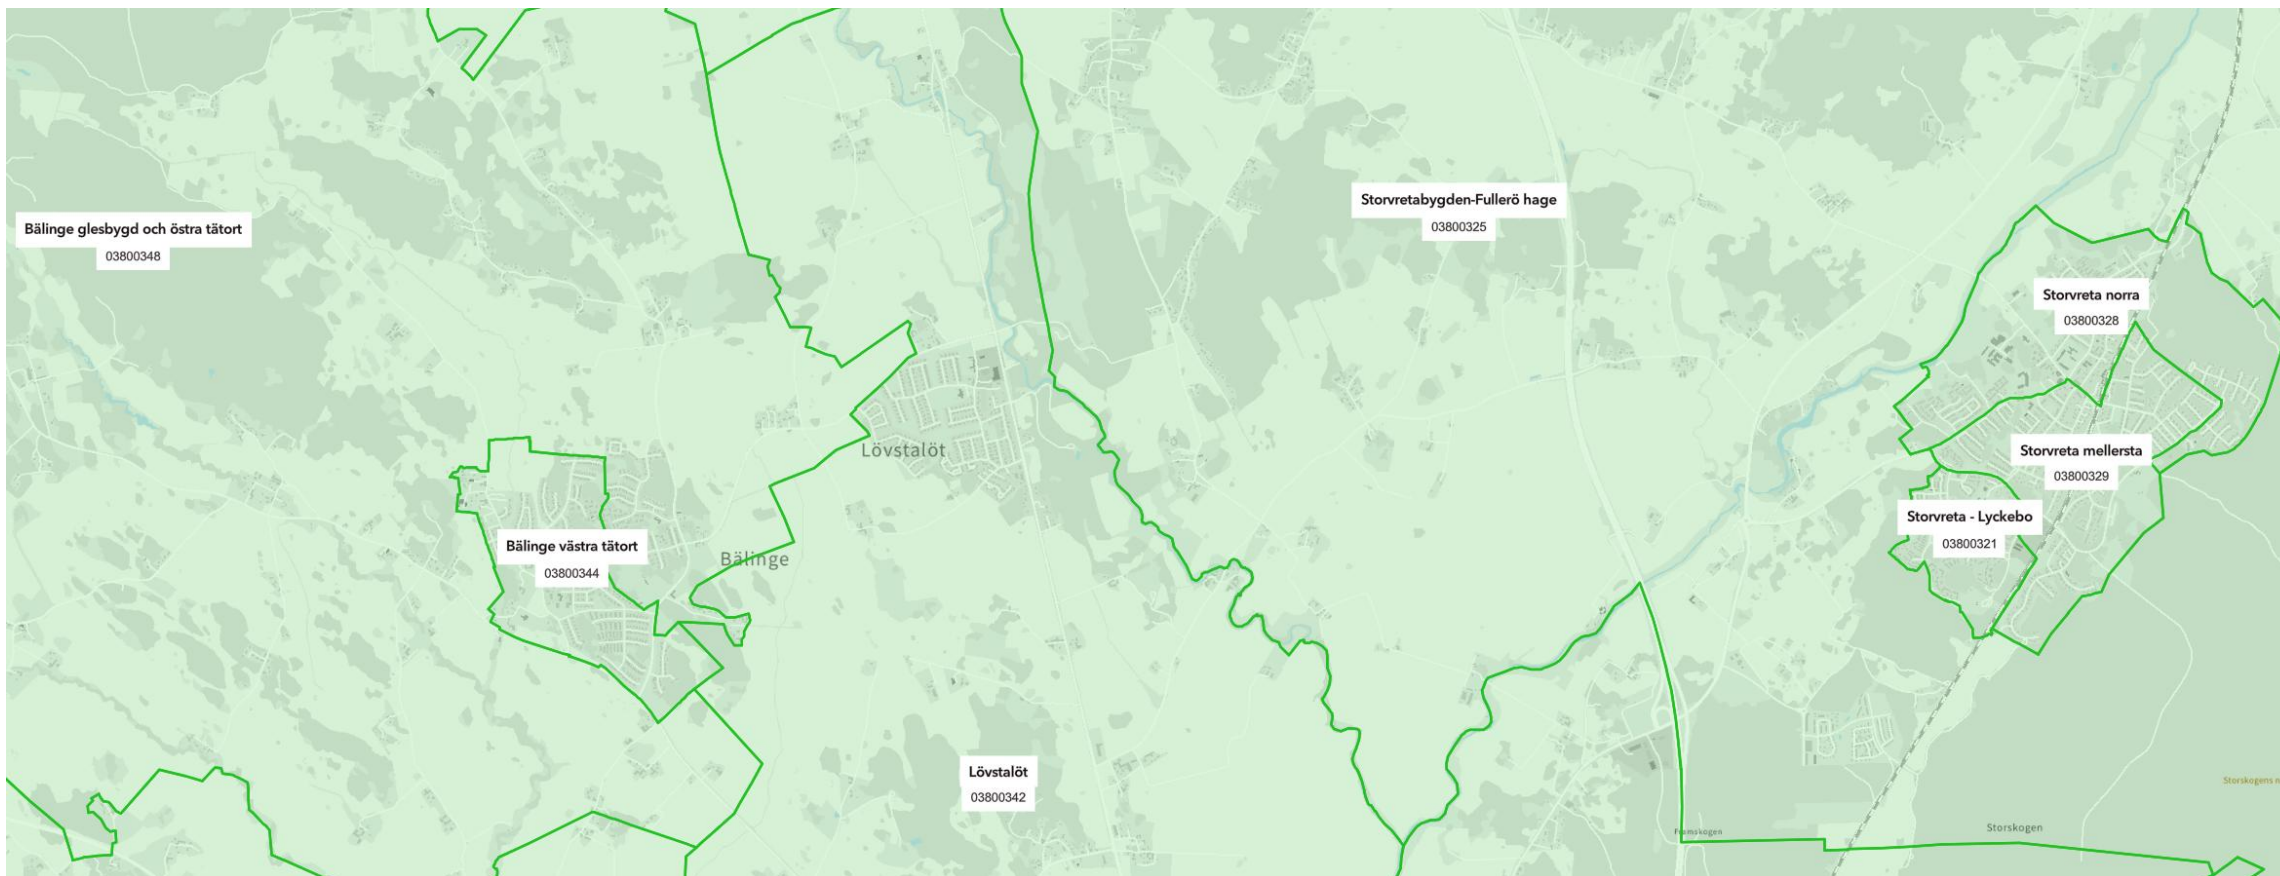 Storvretabygden-Fullerö hage
03800325
Bälinge glesbygd och östra tätort
03800348
Storvreta norra
03800328
Lövstalöt
Storvreta mellersta
03800329
Storvreta - Lyckebo
03800321
Bälinge västra tätort
03800344
Bälinge
Lövstalöt
03800342
Storskogens n
Storskogen